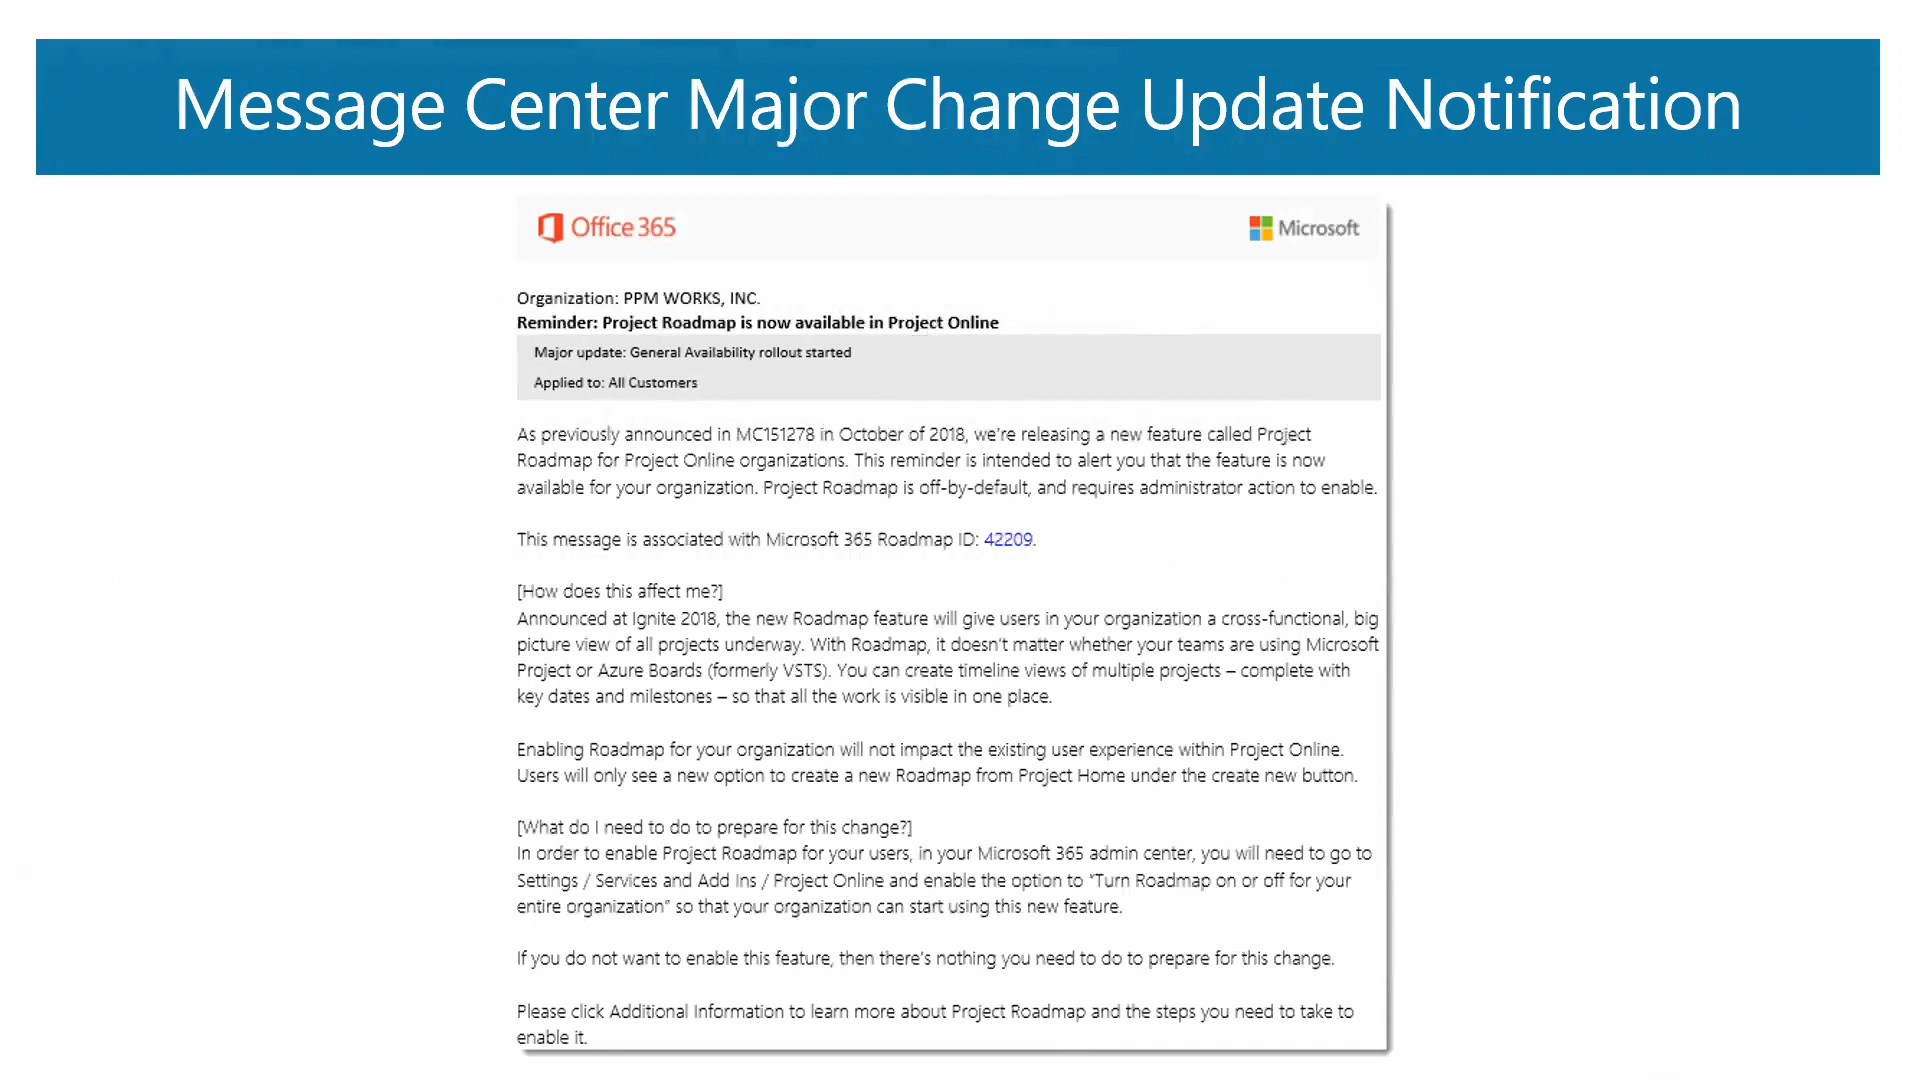 Message Center Major Change Update Notification
Office 365
Microsoft
Organization: PPM WORKS, INC.
Reminder: Project Roadmap is now available in Project Online
Major update: General Availability rollout started
Applied to: All Customers
As previously announced in MC151278 in October of 2018, we're releasing a new feature called Project
Roadmap for Project Online organizations. This reminder is intended to alert you that the feature is now
available for your organization. Project Roadmap is off-by-default, and requires administrator action to enable.
This message is associated with Microsoft 365 Roadmap ID: 42209.
[How does this affect me?]
Announced at Ignite 2018, the new Roadmap feature will give users in your organization a cross-functional, big
picture view of all projects underway. With Roadmap, it doesn't matter whether your teams are using Microsoft
Project or Azure Boards (formerly VSTS). You can create timeline views of multiple projects – complete with
key dates and milestones – so that all the work is visible in one place.
Enabling Roadmap for your organization will not impact the existing user experience within Project Online.
Users will only see a new option to create a new Roadmap from Project Home under the create new button.
[What do I need to do to prepare for this change?]
In order to enable Project Roadmap for your users, in your Microsoft 365 admin center, you will need to go to
Settings / Services and Add Ins / Project Online and enable the option to "Turn Roadmap on or off for your
entire organization" so that your organization can start using this new feature.
If you do not want to enable this feature, then there's nothing you need to do to prepare for this change.
Please click Additional Information to learn more about Project Roadmap and the steps you need to take to
enable it.